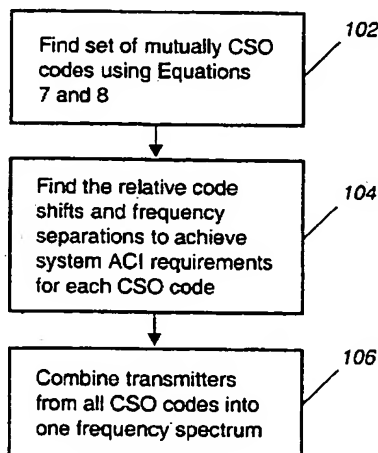 Find set of mutually CSO
codes using Equations
7 and 8
102
Find the relative code
shifts and frequency
separations to achieve
system ACI requirements
for each CSO code
104
Combine transmitters
from all CSO codes into
one frequency spectrum
106